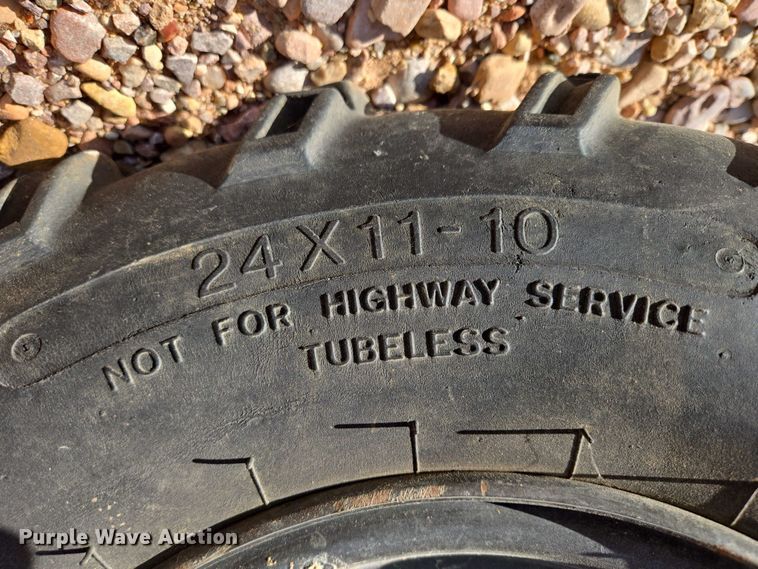 24X11-10
NOT FOR HIGHWAY SERVICE
TUBELESS
Purple Wave Auction